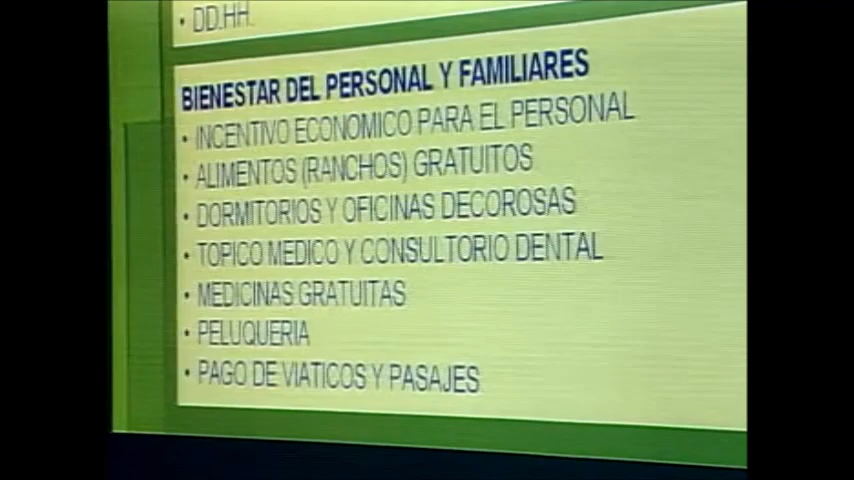 • DD.HH.
BIENESTAR DEL PERSONAL Y FAMILIARES
• INCENTIVO ECONOMICO PARA EL PERSONAL
• ALIMENTOS (RANCHOS) GRATUITOS
• DORMITORIOS Y OFICINAS DECOROSAS
• TOPICO MEDICO Y CONSULTORIO DENTAL
• MEDICINAS GRATUITAS
• PELUQUERIA
• PAGO DE VIATICOS Y PASAJES